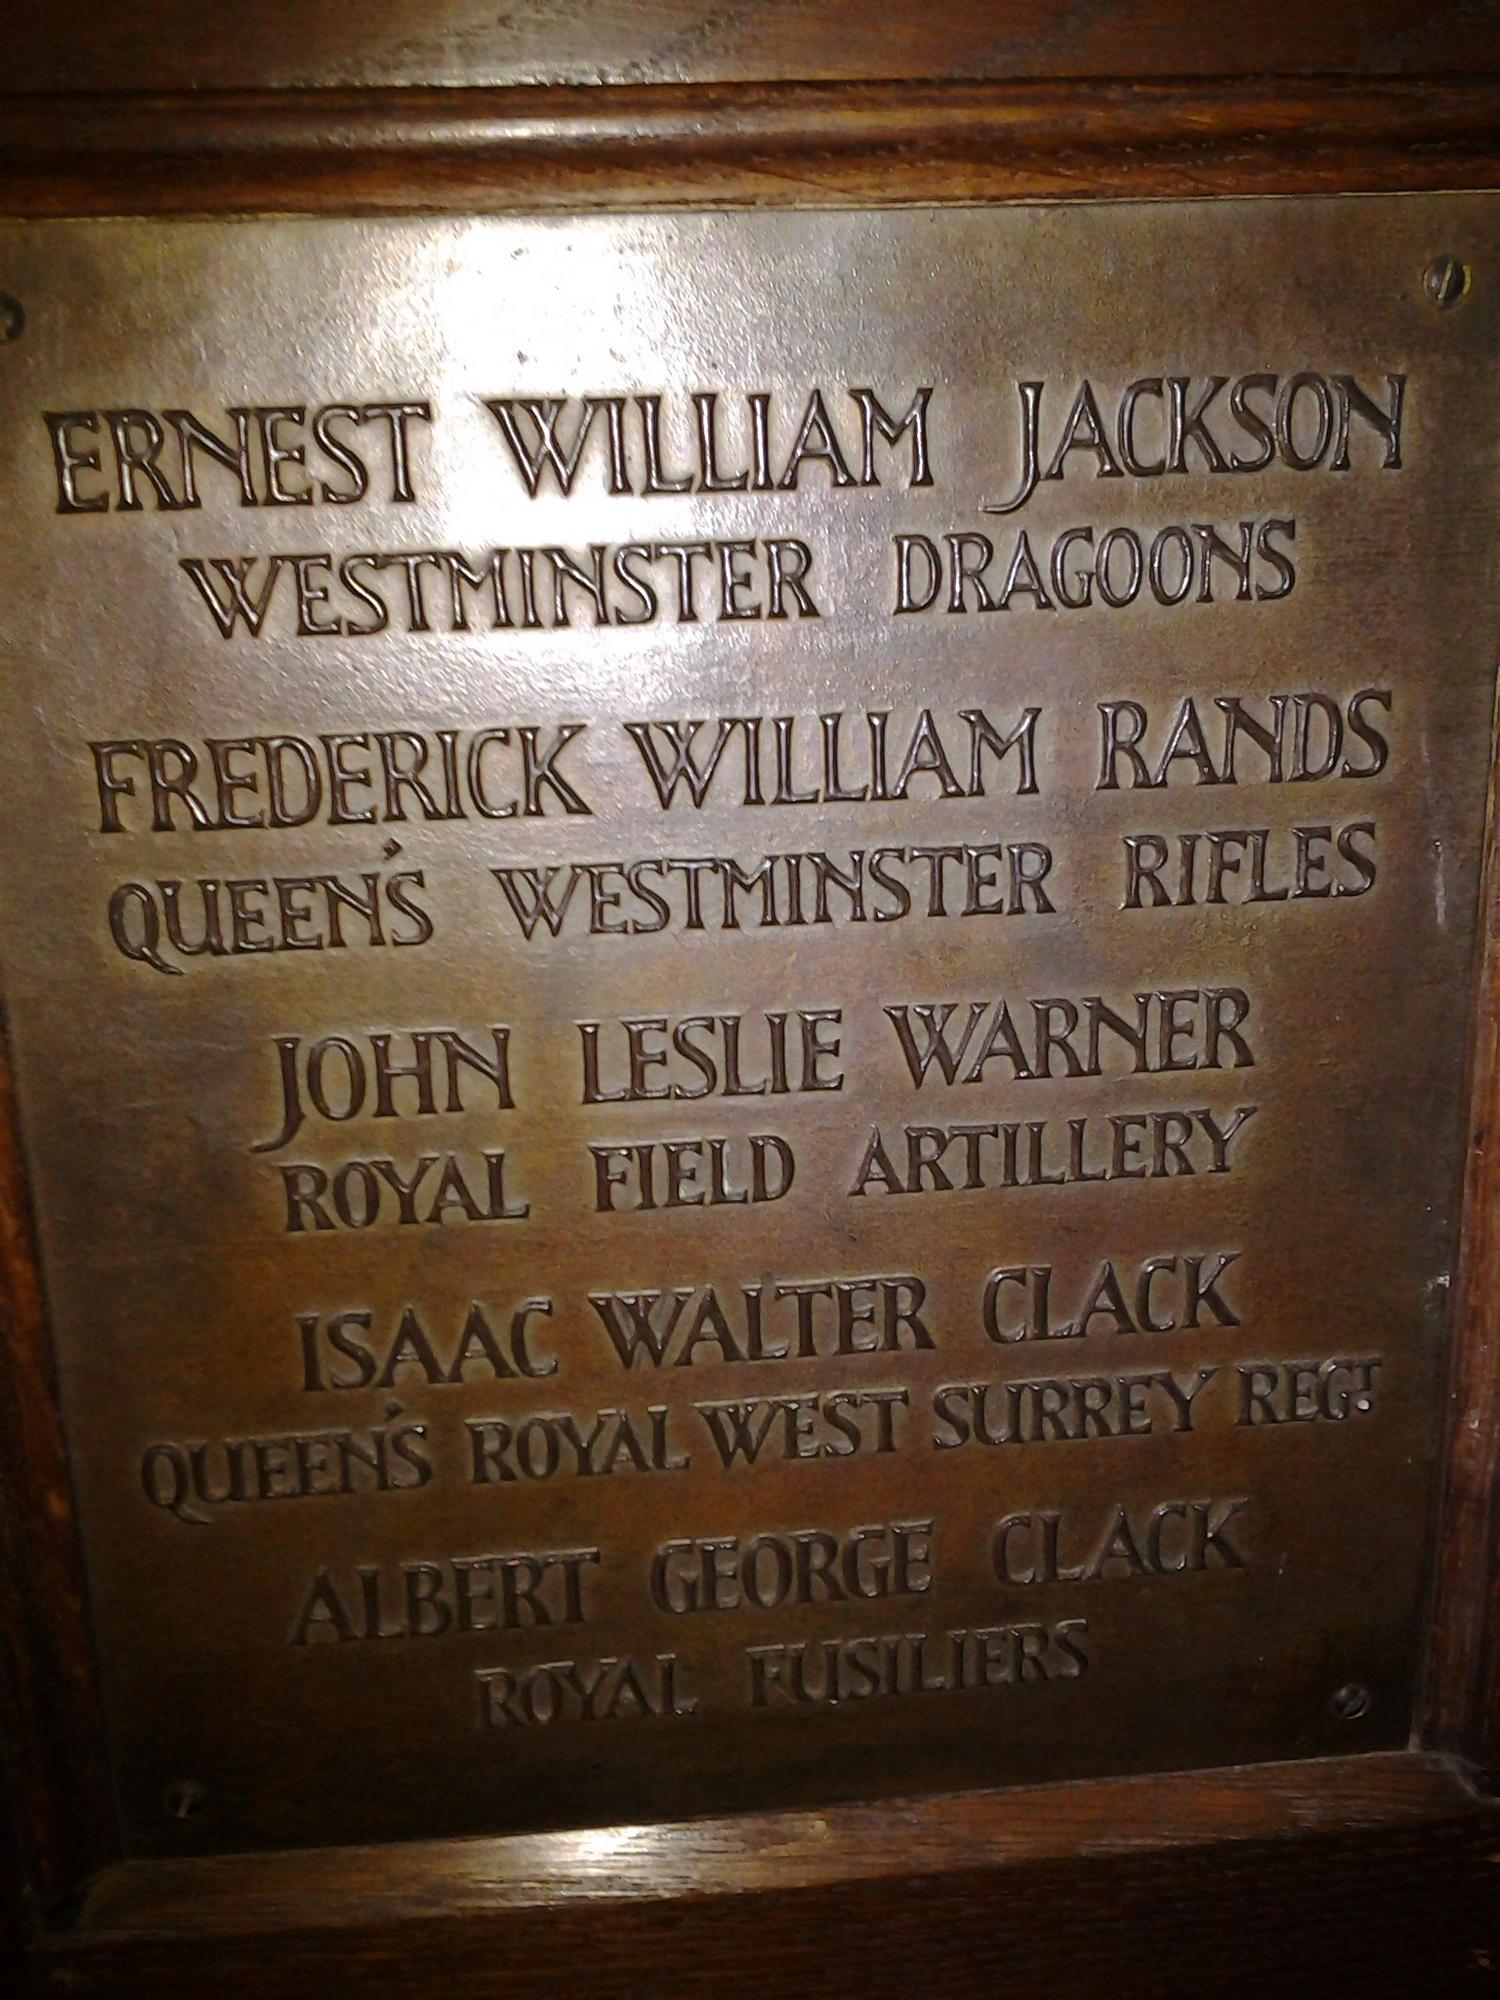 ERNEST WILLIAM JACKSON
WESTMINSTER DRAGOONS
FREDERICK WILLIAM RANDS
QUEEN'S WESTMINSTER RIFLES
JOHN LESLIE WARNER
ROYAL FIELD ARTILLERY
ISAAC WALTER CLACK
QUEEN'S ROYAL WEST SURREY REGT.
ALBERT GEORGE CLACK
ROYAL FUSILIERS